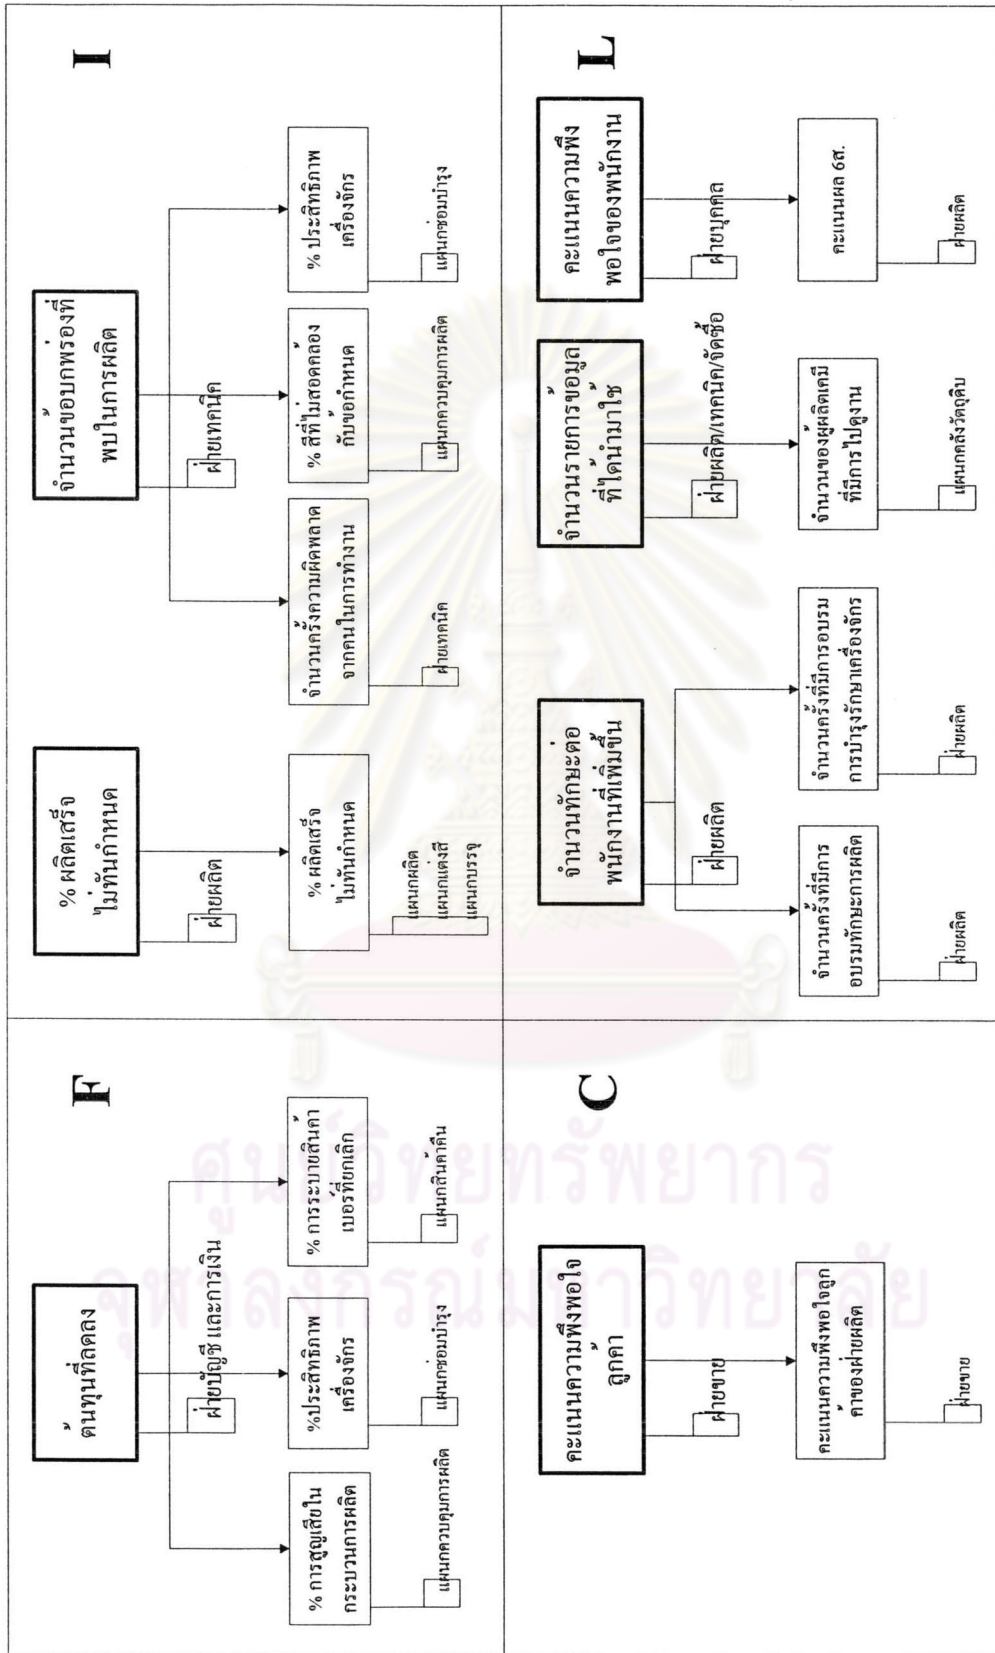 F
ต้นทุนที่ลดลง
ฝ่ายบัญชี และการเงิน
% การสูญเสียใน
กระบวนการผลิต
แผนกควบคุมการผลิต
%ประสิทธิภาพ
เครื่องจักร
แผนกซ่อมบำรุง
% การระบายสินค้า
เบอร์ที่ยกเลิก
แผนกสินค้าคืน
I
% ผลิตเสร็จ
ไม่ทันกำหนด
ฝ่ายผลิต
% ผลิตเสร็จ
ไม่ทันกำหนด
แผนกผลิต
แผนกแต่งสี
แผนกบรรจุ
จำนวนข้อบกพร่องที่
พบในการผลิต
ฝ่ายเทคนิค
จำนวนครั้งความผิดพลาด
จากคนในการทำงาน
ฝ่ายเทคนิค
% สีที่ไม่สอดคล้อง
กับข้อกำหนด
แผนกควบคุมการผลิต
% ประสิทธิภาพ
เครื่องจักร
แผนกซ่อมบำรุง
C
คะแนนความพึงพอใจ
ลูกค้า
ฝ่ายขาย
คะแนนความพึงพอใจลูก
ค้าของฝ่ายผลิต
ฝ่ายขาย
L
จำนวนทักษะต่อ
พนักงานที่เพิ่มขึ้น
ฝ่ายผลิต
จำนวนครั้งที่มีการ
อบรมทักษะการผลิต
ฝ่ายผลิต
จำนวนครั้งที่มีการอบรม
การบำรุงรักษาเครื่องจักร
ฝ่ายผลิต
จำนวนรายการข้อมูล
ที่ได้นำมาใช้
ฝ่ายผลิต/เทคนิค/จัดซื้อ
จำนวนของผู้ผลิตเคมี
ที่มีการไปดูงาน
แผนกคลังวัตถุดิบ
คะแนนความพึง
พอใจของพนักงาน
ฝ่ายบุคคล
คะแนนผล 6ส.
ฝ่ายผลิต
ศูนย์วิทยทรัพยากร
จุฬาลงกรณ์มหาวิทยาลัย